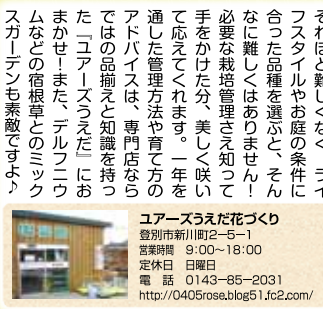 それほど難しくなく、ライ
フスタイルやお庭の条件に
合った品種を選ぶと、そん
なに難しくはありません！
必要な栽培管理さえ知って
手をかけた分、美しく咲い
て応えてくれます。一年を
通した管理方法や育て方の
アドバイスは、専門店なら
ではの品揃えと知識を持っ
た『ユアーズうえだ』にお
まかせ！また、デルフィニウ
ムなどの宿根草とのミック
スガーデンも素敵ですよ♪
ユアーズうえだ花づくり
登別市新川町2−5−1
営業時間 9：00〜18：00
定休日 日曜日
電 話 0143−85−2031
http://0405rose.blog51.fc2.com/